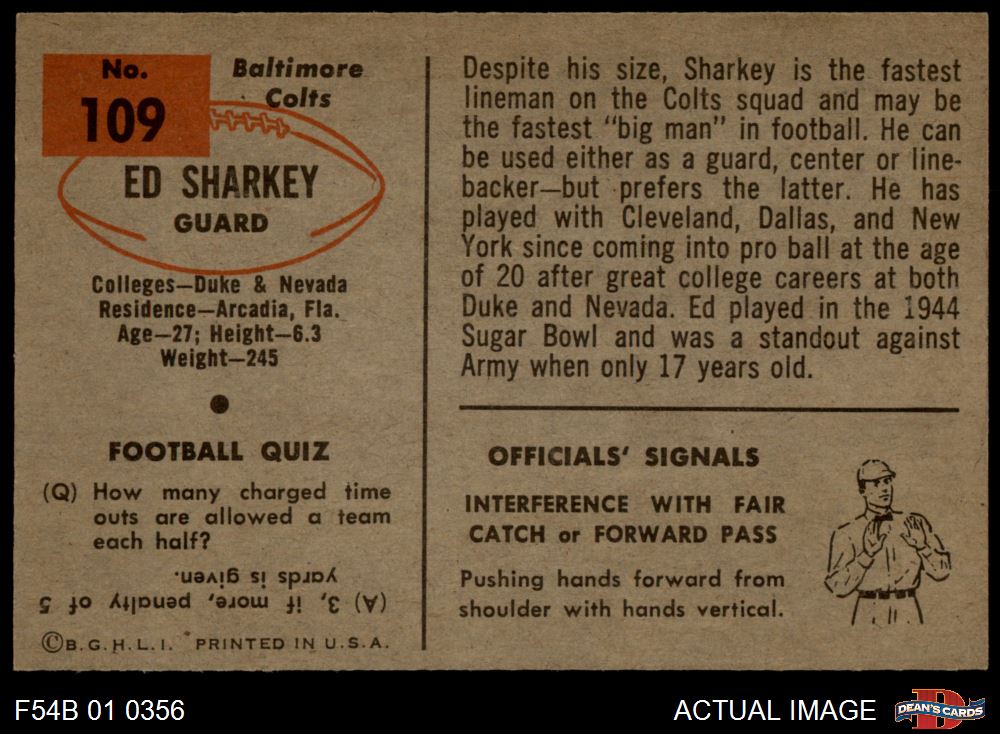 No.
109
Baltimore
Colts
ED SHARKEY
GUARD
Colleges—Duke & Nevada
Residence—Arcadia, Fla.
Age—27; Height—6.3
Weight—245
FOOTBALL QUIZ
(Q) How many charged time
outs are allowed a team
each half?
(A) 3, if more, penalty of 5
yards is given.
©B.G.H.L.I. PRINTED IN U.S.A.
Despite his size, Sharkey is the fastest
lineman on the Colts squad and may be
the fastest "big man" in football. He can
be used either as a guard, center or line-
backer—but prefers the latter. He has
played with Cleveland, Dallas, and New
York since coming into pro ball at the age
of 20 after great college careers at both
Duke and Nevada. Ed played in the 1944
Sugar Bowl and was a standout against
Army when only 17 years old.
OFFICIALS' SIGNALS
INTERFERENCE WITH FAIR
CATCH or FORWARD PASS
Pushing hands forward from
shoulder with hands vertical.
F54B 01 0356
ACTUAL IMAGE
DEAN'S CARDS